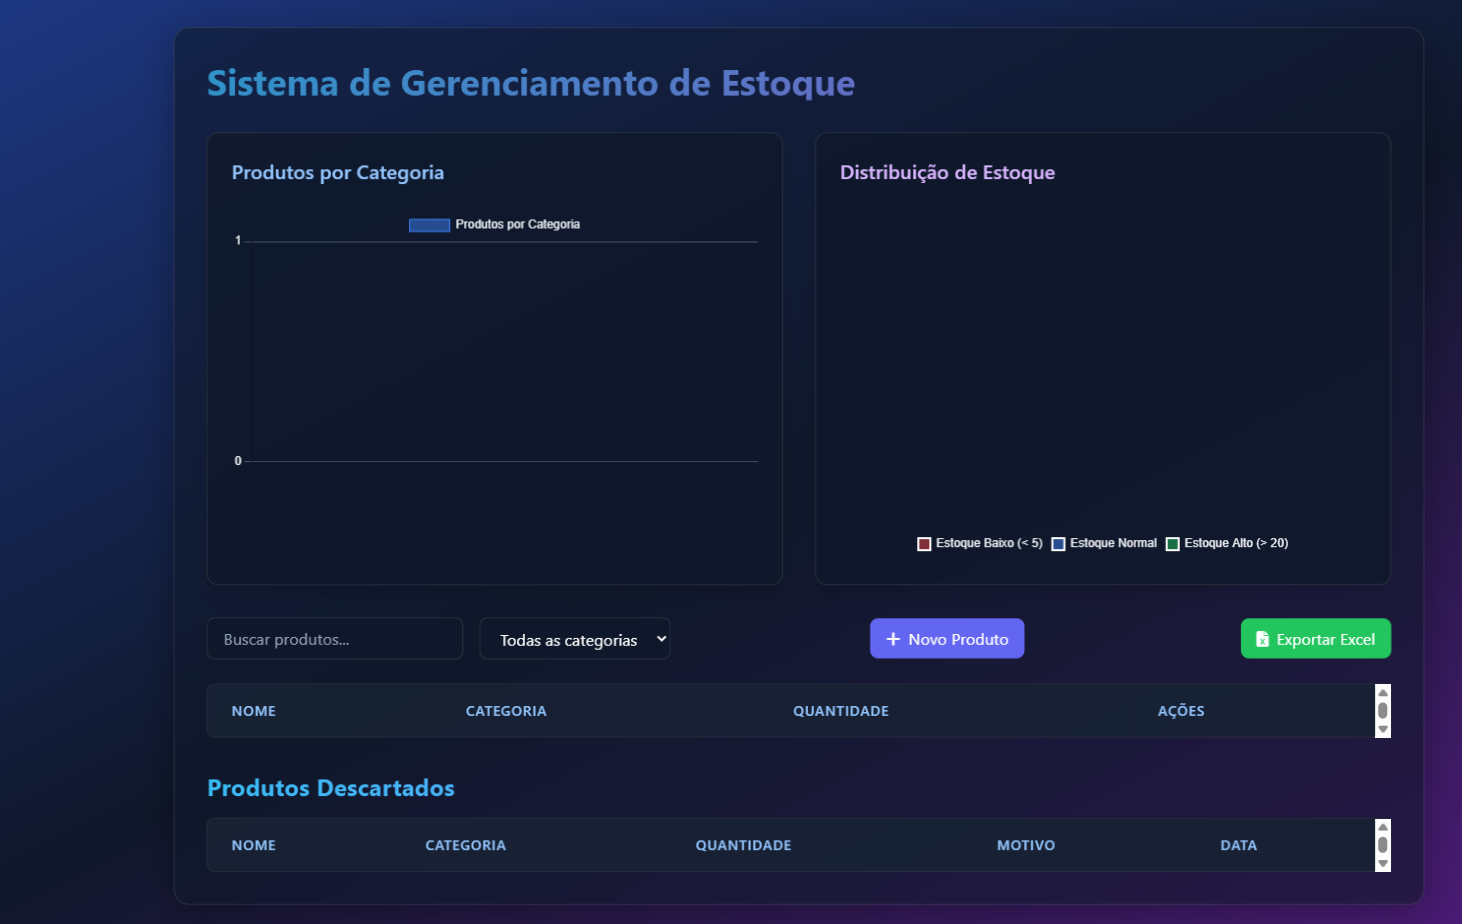 Sistema de Gerenciamento de Estoque
Produtos por Categoria
Produtos por Categoria
1
0
Distribuição de Estoque
Estoque Baixo (< 5) Estoque Normal Estoque Alto (> 20)
Buscar produtos... Todas as categorias Novo Produto Exportar Excel
NOME CATEGORIA QUANTIDADE AÇÕES
Produtos Descartados
NOME CATEGORIA QUANTIDADE MOTIVO DATA